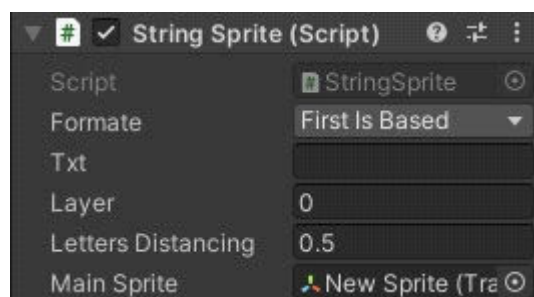 String Sprite (Script)
Script StringSprite
Formate First Is Based
Txt
Layer 0
Letters Distancing 0.5
Main Sprite New Sprite (Tra